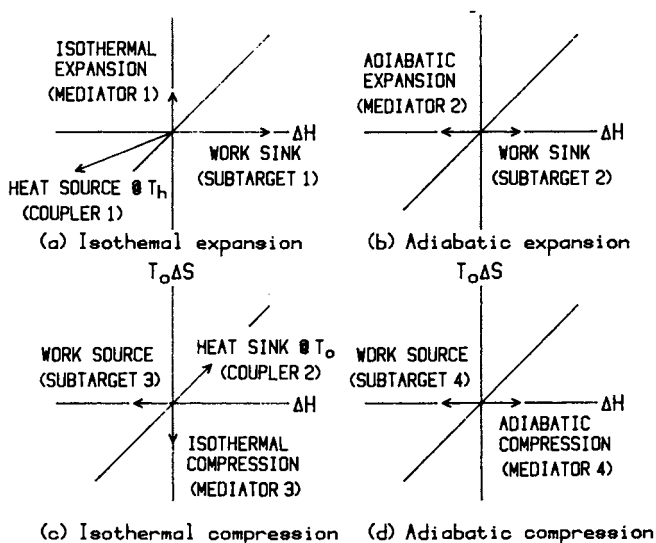 ISOTHERMAL
EXPANSION
(MEDIATOR 1)
ΔH
WORK SINK
(SUBTARGET 1)
HEAT SOURCE @ Th
(COUPLER 1)
(a) Isothemal expansion
ADIABATIC
EXPANSION
(MEDIATOR 2)
ΔH
WORK SINK
(SUBTARGET 2)
(b) Adiabatic expansion
ToΔS
WORK SOURCE
(SUBTARGET 3)
HEAT SINK @ To
(COUPLER 2)
ΔH
ISOTHERMAL
COMPRESSION
(MEDIATOR 3)
(c) Isothermal compression
ToΔS
WORK SOURCE
(SUBTARGET 4)
ΔH
ADIABATIC
COMPRESSION
(MEDIATOR 4)
(d) Adiabatic compression